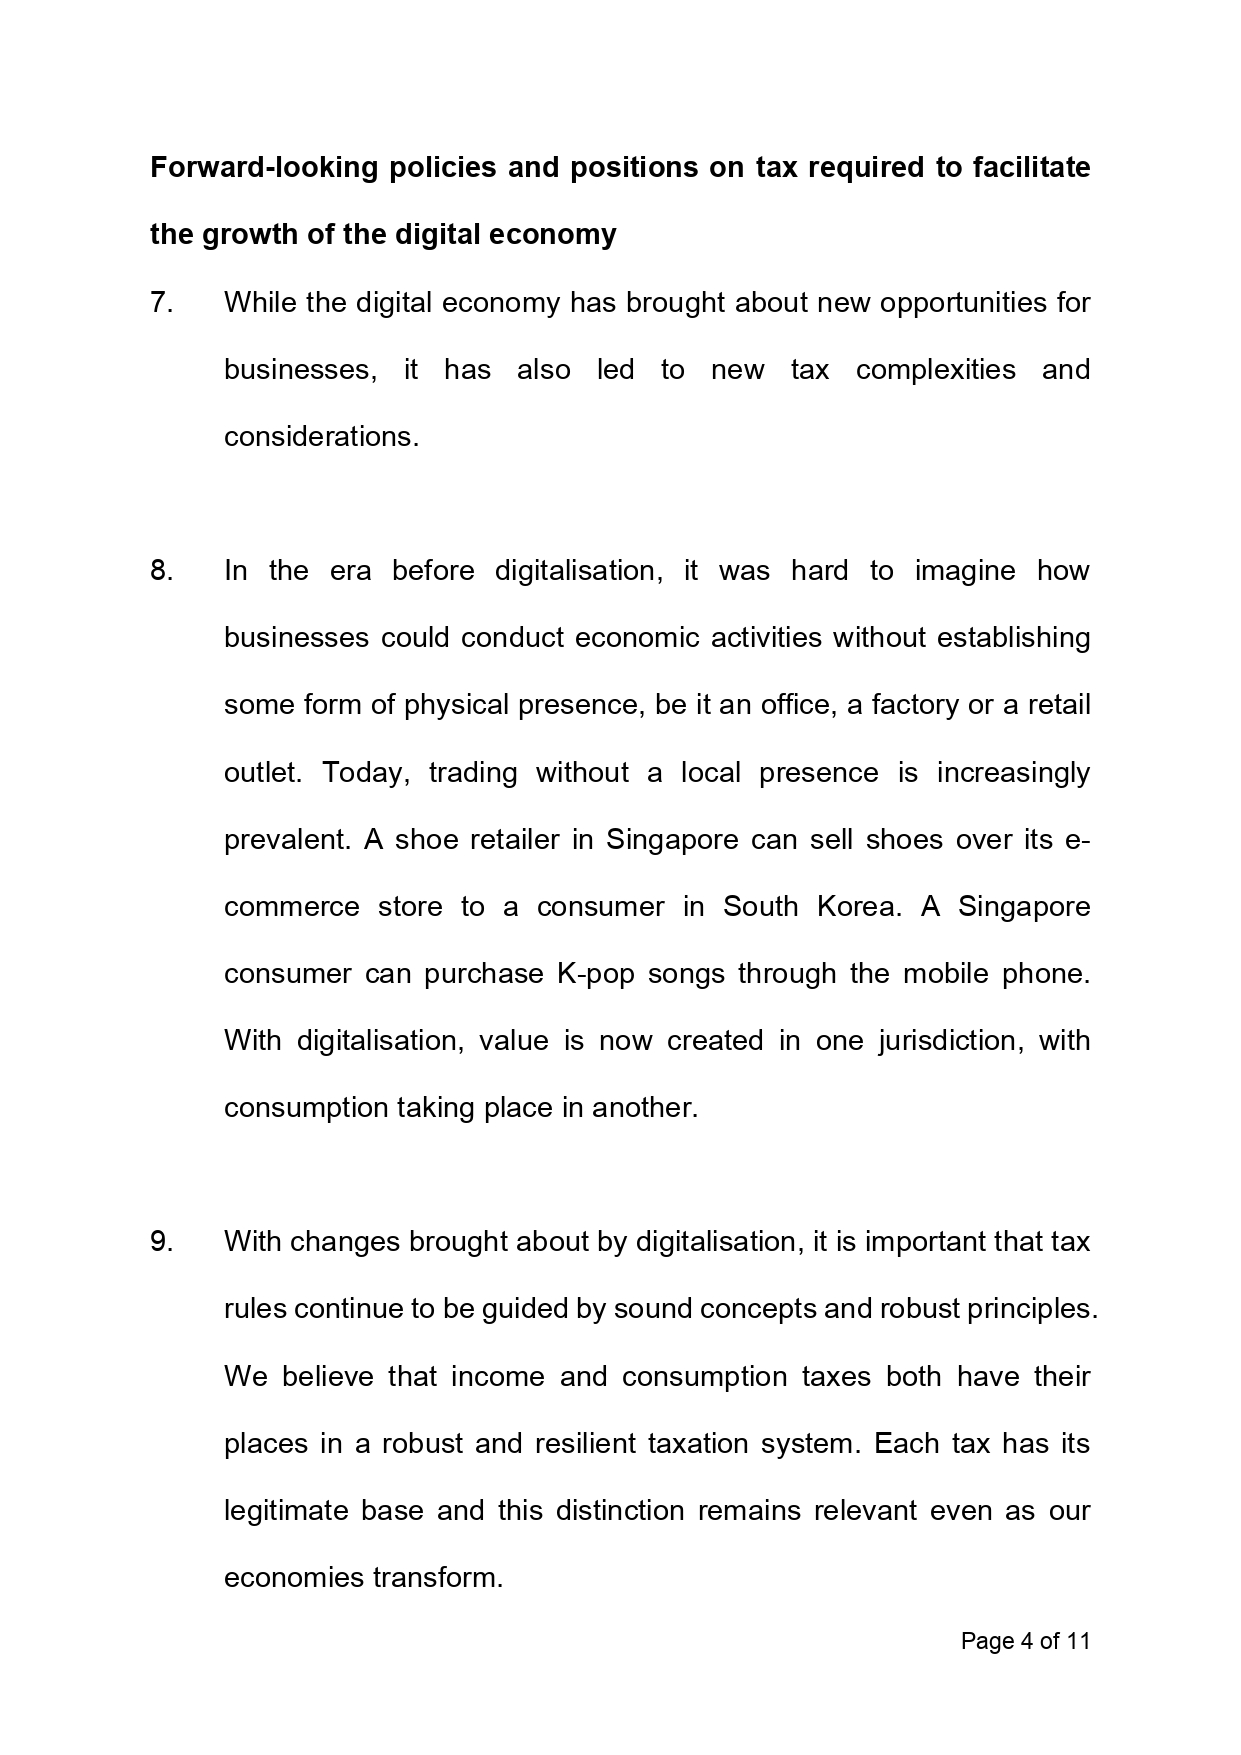 Forward-looking policies and positions on tax required to facilitate
the growth of the digital economy
7. While the digital economy has brought about new opportunities for
businesses, it has also led to new tax complexities and
considerations.
8. In the era before digitalisation, it was hard to imagine how
businesses could conduct economic activities without establishing
some form of physical presence, be it an office, a factory or a retail
outlet. Today, trading without a local presence is increasingly
prevalent. A shoe retailer in Singapore can sell shoes over its e-
commerce store to a consumer in South Korea. A Singapore
consumer can purchase K-pop songs through the mobile phone.
With digitalisation, value is now created in one jurisdiction, with
consumption taking place in another.
9. With changes brought about by digitalisation, it is important that tax
rules continue to be guided by sound concepts and robust principles.
We believe that income and consumption taxes both have their
places in a robust and resilient taxation system. Each tax has its
legitimate base and this distinction remains relevant even as our
economies transform.
Page 4 of 11